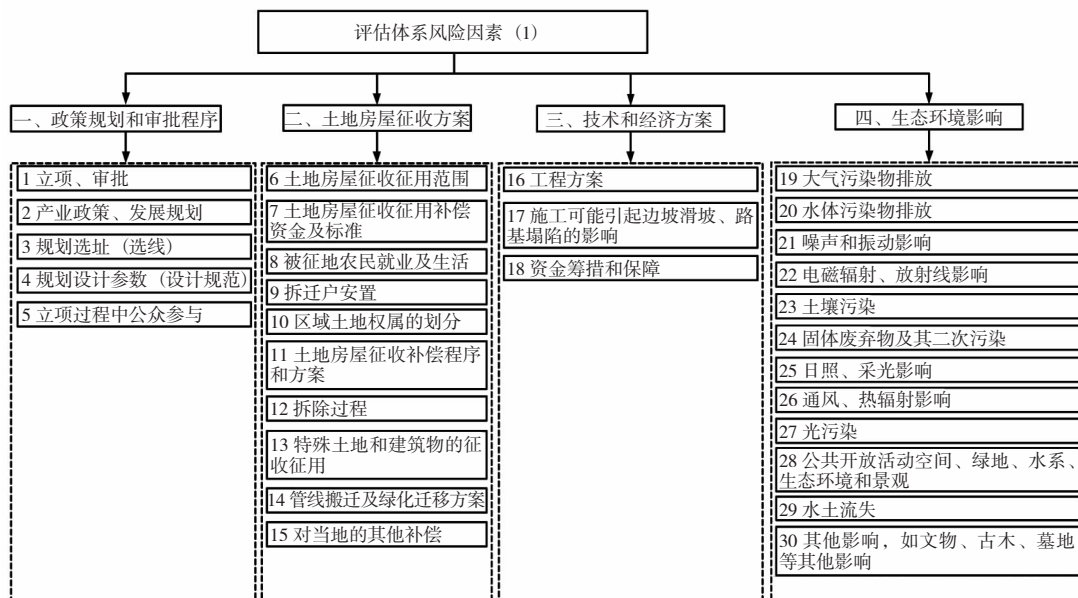 评估体系风险因素（1）
一、政策规划和审批程序
1 立项、审批
2 产业政策、发展规划
3 规划选址（选线）
4 规划设计参数（设计规范）
5 立项过程中公众参与
二、土地房屋征收方案
6 土地房屋征收征用范围
7 土地房屋征收征用补偿
资金及标准
8 被征地农民就业及生活
9 拆迁户安置
10 区域土地权属的划分
11 土地房屋征收补偿程序
和方案
12 拆除过程
13 特殊土地和建筑物的征
收征用
14 管线搬迁及绿化迁移方案
15 对当地的其他补偿
三、技术和经济方案
16 工程方案
17 施工可能引起边坡滑坡、路
基塌陷的影响
18 资金筹措和保障
四、生态环境影响
19 大气污染物排放
20 水体污染物排放
21 噪声和振动影响
22 电磁辐射、放射线影响
23 土壤污染
24 固体废弃物及其二次污染
25 日照、采光影响
26 通风、热辐射影响
27 光污染
28 公共开放活动空间、绿地、水系、
生态环境和景观
29 水土流失
30 其他影响，如文物、古木、墓地
等其他影响